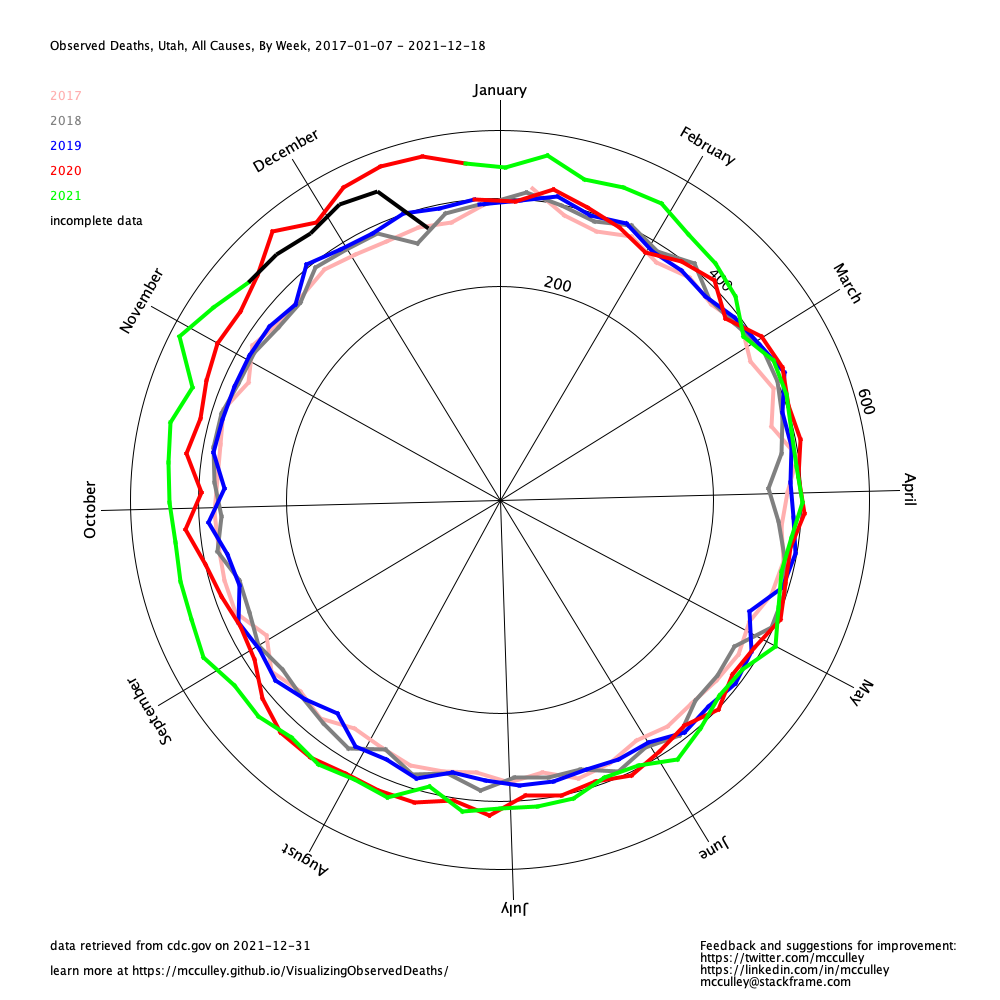 Observed Deaths, Utah, All Causes, By Week, 2017-01-07 - 2021-12-18
January
2017
2018
2019
2020
2021
incomplete data
December
February
November
March
200
400
600
October
April
September
May
August
June
July
data retrieved from cdc.gov on 2021-12-31
learn more at https://mcculley.github.io/VisualizingObservedDeaths/
Feedback and suggestions for improvement:
https://twitter.com/mcculley
https://linkedin.com/in/mcculley
mcculley@stackframe.com